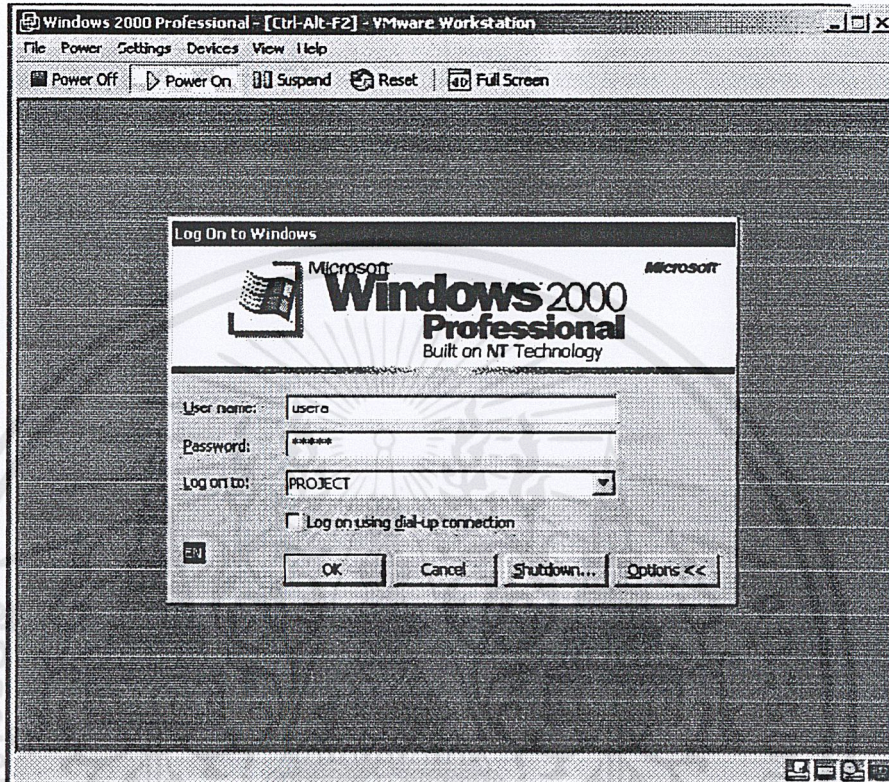 Windows 2000 Professional - [Ctrl-Alt-F2] - VMware Workstation
File Power Settings Devices View Help
Power Off Power On Suspend Reset Full Screen
Log On to Windows
Microsoft Microsoft
Windows 2000
Professional
Built on NT Technology
User name: usera
Password: *****
Log on to: PROJECT
Log on using dial-up connection
EN
OK Cancel Shutdown... Options <<